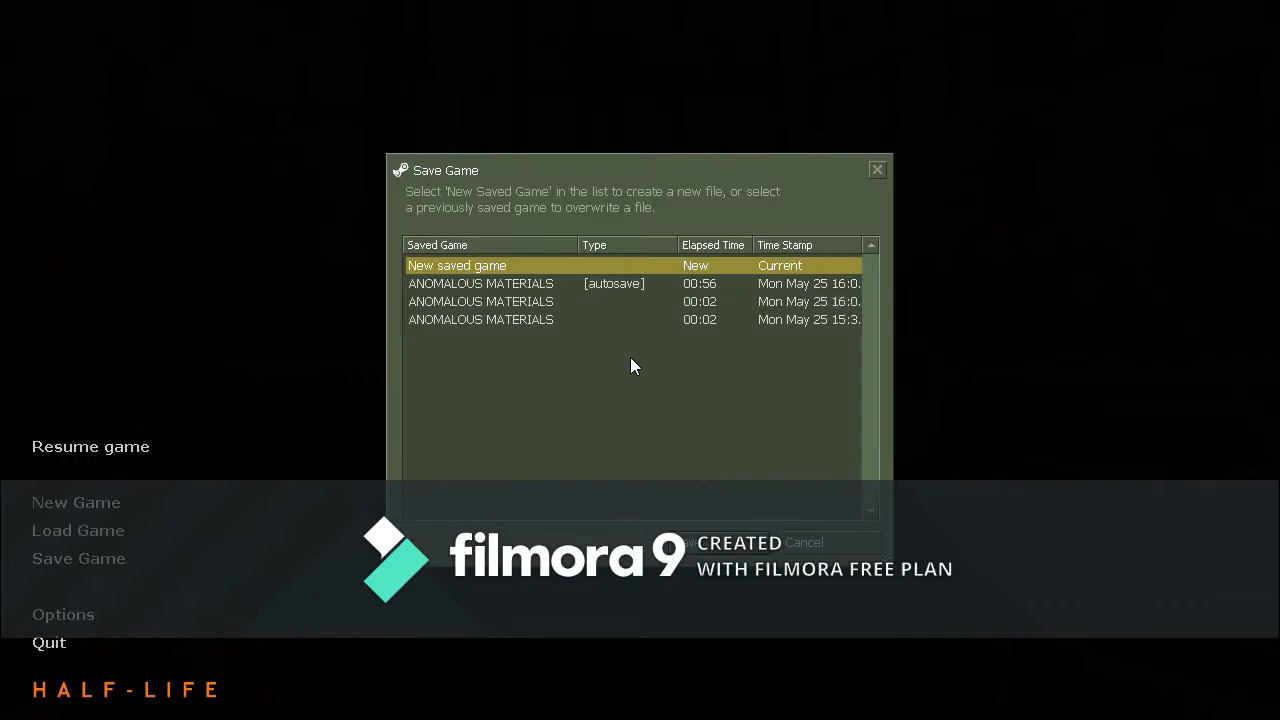 Save Game
Select 'New Saved Game' in the list to create a new file, or select
a previously saved game to overwrite a file.
Saved Game Type Elapsed Time Time Stamp
New saved game New Current
ANOMALOUS MATERIALS [autosave] 00:56 Mon May 25 16:0.
ANOMALOUS MATERIALS 00:02 Mon May 25 16:0.
ANOMALOUS MATERIALS 00:02 Mon May 25 15:3.
Cancel
Resume game
New Game
Load Game
Save Game
Options
Quit
HALF-LIFE
filmora 9
CREATED
WITH FILMORA FREE PLAN